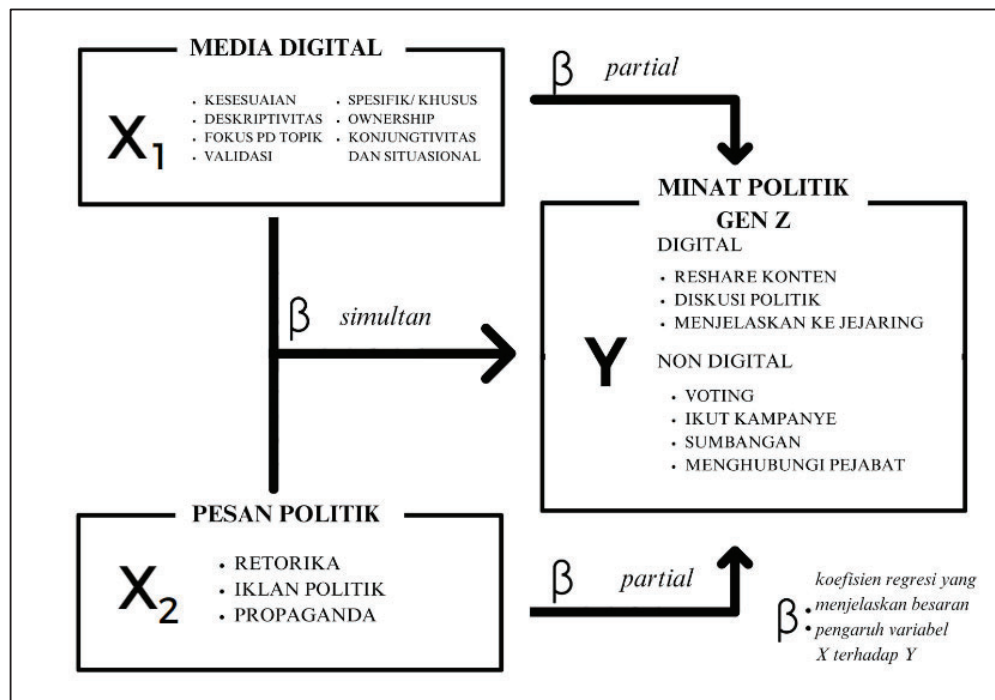 MEDIA DIGITAL
X1
• KESESUAIAN
• DESKRIPTIVITAS
• FOKUS PD TOPIK
• VALIDASI
• SPESIFIK/ KHUSUS
• OWNERSHIP
• KONJUNGTIVITAS
DAN SITUASIONAL
β partial
MINAT POLITIK
GEN Z
Y
DIGITAL
• RESHARE KONTEN
• DISKUSI POLITIK
• MENJELASKAN KE JEJARING
NON DIGITAL
• VOTING
• IKUT KAMPANYE
• SUMBANGAN
• MENGHUBUNGI PEJABAT
β simultan
PESAN POLITIK
X2
• RETORIKA
• IKLAN POLITIK
• PROPAGANDA
β partial
β:
koefisien regresi yang
menjelaskan besaran
pengaruh variabel
X terhadap Y